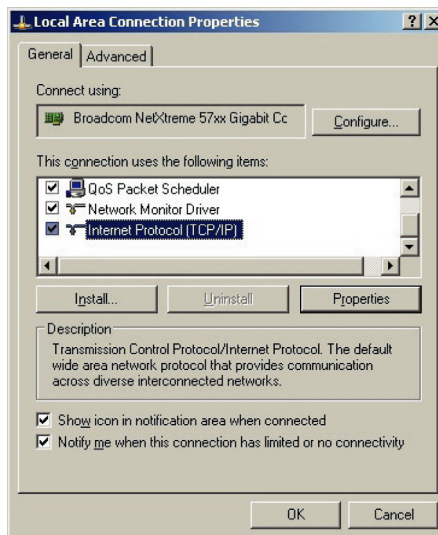 Local Area Connection Properties
General
Advanced
Connect using:
Broadcom NetXtreme 57xx Gigabit Cc
Configure...
This connection uses the following items:
QoS Packet Scheduler
Network Monitor Driver
Internet Protocol (TCP/IP)
Install...
Uninstall
Properties
Description
Transmission Control Protocol/Internet Protocol. The default
wide area network protocol that provides communication
across diverse interconnected networks.
Show icon in notification area when connected
Notify me when this connection has limited or no connectivity
OK
Cancel